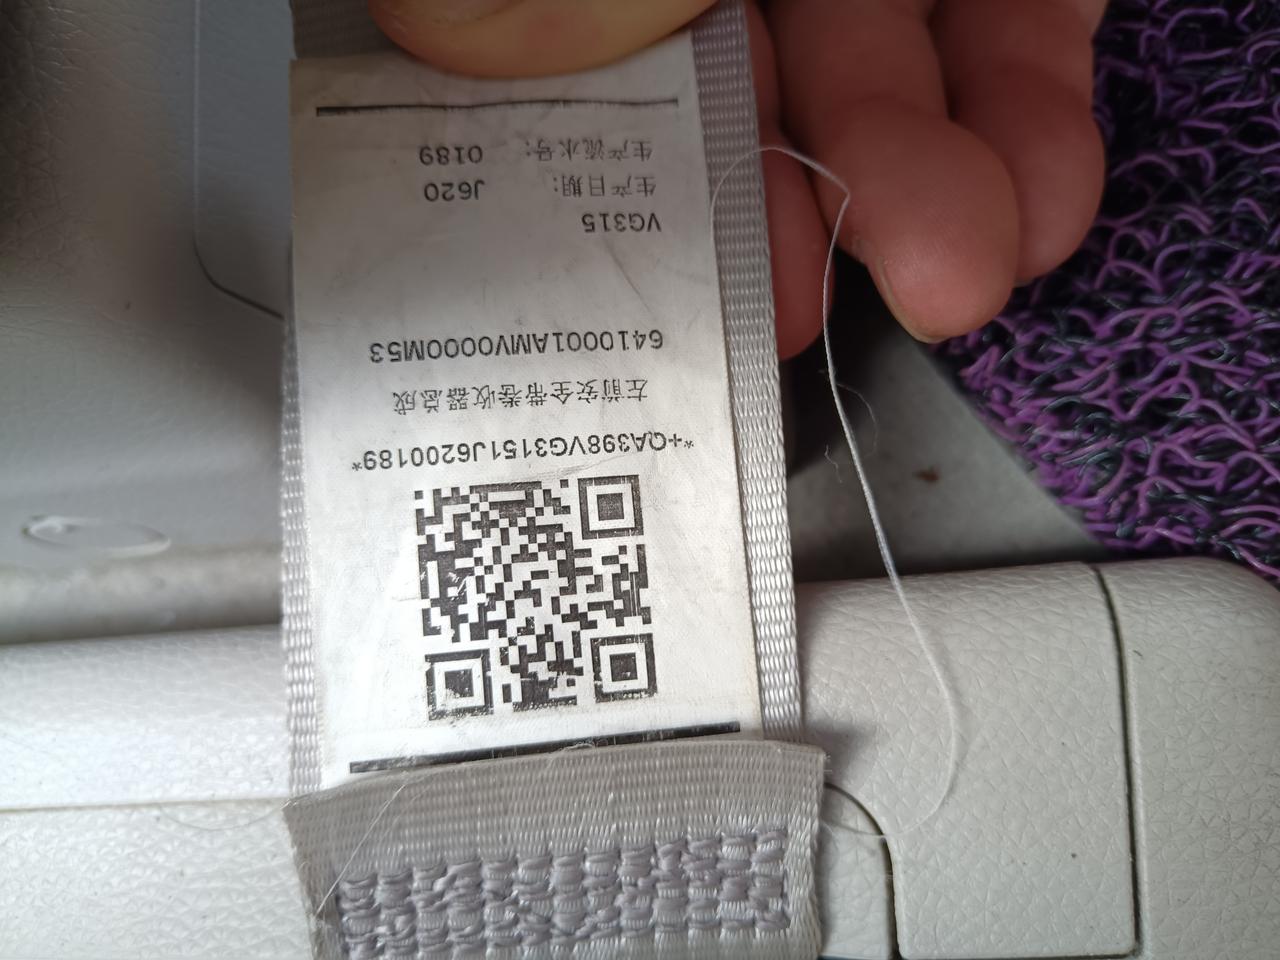 *+QA398VG3151J6200189*
左前安全带卷收器总成
6410001AMV0000M53
VG315
生产日期: J620
生产流水号: 0189